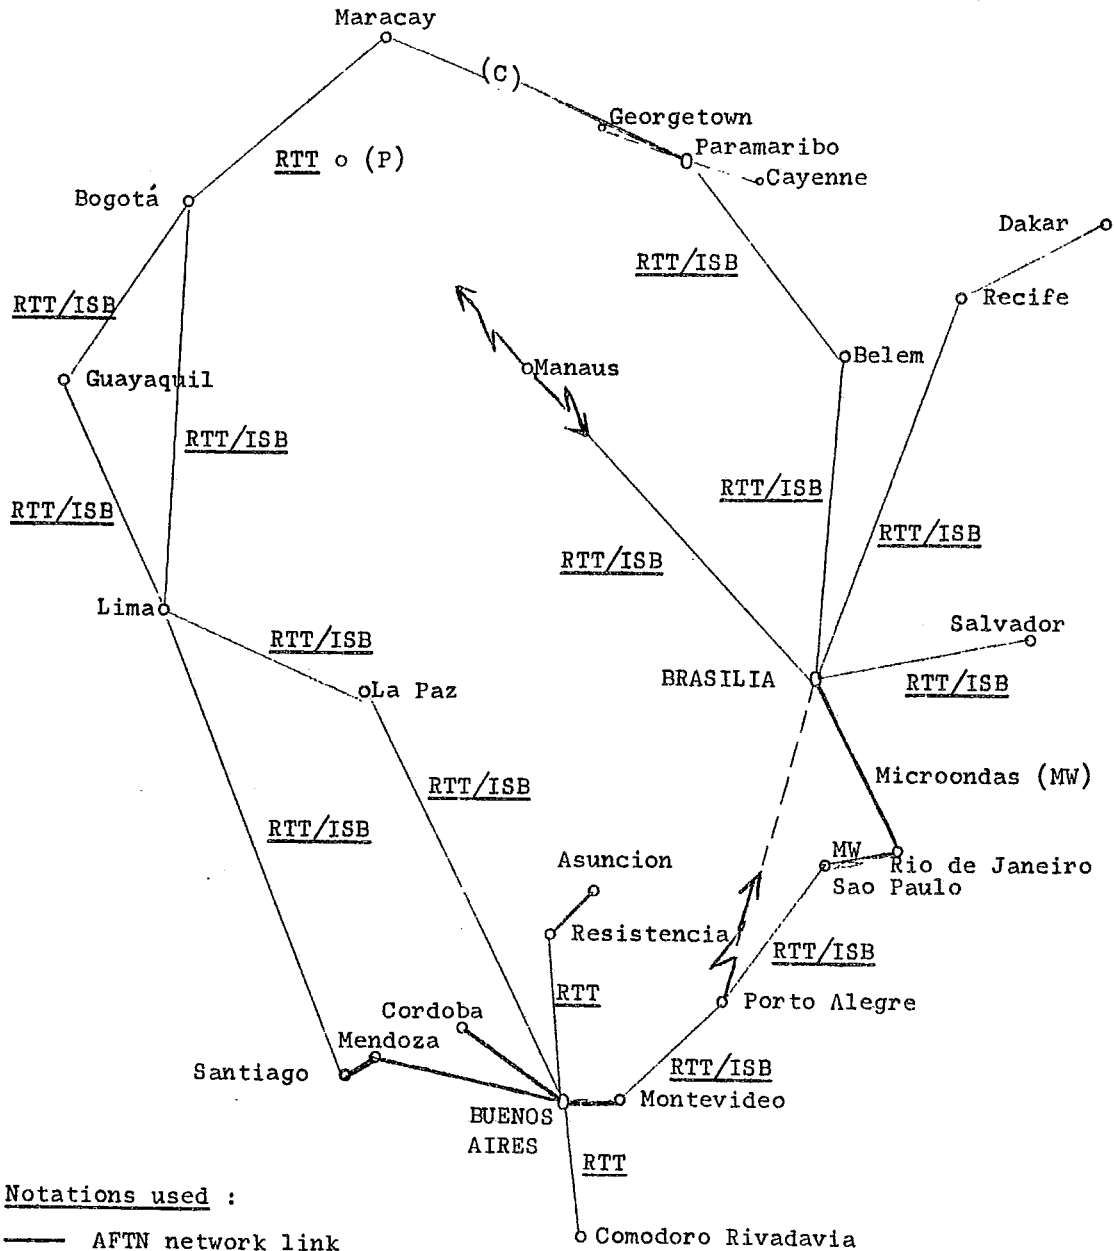 Maracay
(C)
Georgetown
Paramaribo
RTT o (P)
Cayenne
Bogotá
Dakar
RTT/ISB
RTT/ISB
Recife
Belem
Manaus
Guayaquil
RTT/ISB
RTT/ISB
RTT/ISB
RTT/ISB
RTT/ISB
Lima
Salvador
RTT/ISB
BRASILIA
RTT/ISB
La Paz
RTT/ISB
Microondas (MW)
RTT/ISB
MW
Asuncion
Rio de Janeiro
Sao Paulo
Resistencia
RTT/ISB
RTT
Cordoba
Porto Alegre
Mendoza
Santiago
RTT/ISB
Montevideo
BUENOS
AIRES
RTT
Notations used :
AFTN network link
Comodoro Rivadavia